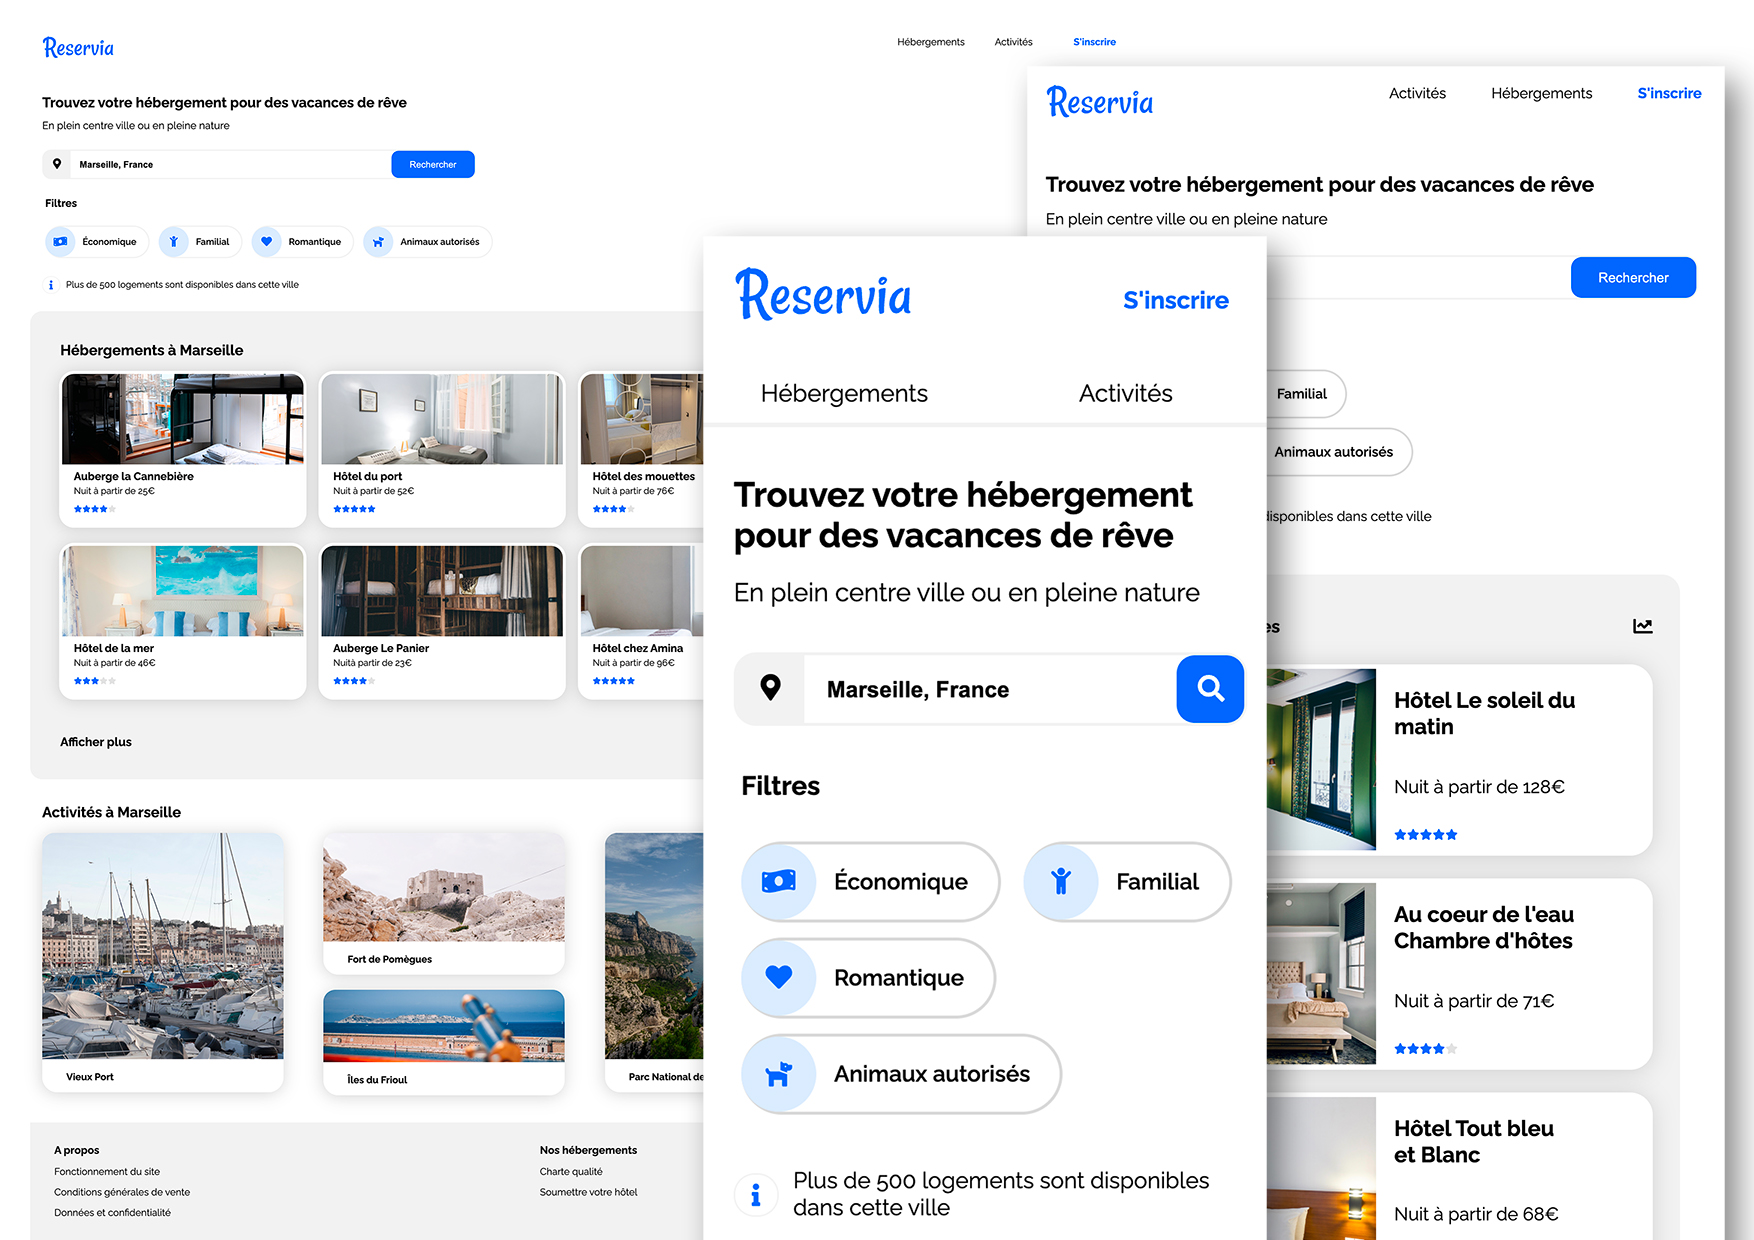 Reservia
Hébergements
Activités
S'inscrire
Trouvez votre hébergement pour des vacances de rêve
En plein centre ville ou en pleine nature
Marseille, France
Rechercher
Filtres
Économique
Familial
Romantique
Animaux autorisés
Plus de 500 logements sont disponibles dans cette ville
Hébergements à Marseille
Auberge la Cannebière
Nuit à partir de 25€
Hôtel du port
Nuit à partir de 52€
Hôtel des mouettes
Nuit à partir de 76€
Hôtel de la mer
Nuit à partir de 46€
Auberge Le Panier
Nuità partir de 23€
Hôtel chez Amina
Nuit à partir de 96€
Afficher plus
Activités à Marseille
Vieux Port
Fort de Pomègues
Îles du Frioul
Parc National de
A propos
Fonctionnement du site
Conditions générales de vente
Données et confidentialité
Nos hébergements
Charte qualité
Soumettre votre hôtel
Reservia
S'inscrire
Hébergements
Activités
Trouvez votre hébergement
pour des vacances de rêve
En plein centre ville ou en pleine nature
Marseille, France
Filtres
Économique
Familial
Romantique
Animaux autorisés
Plus de 500 logements sont disponibles
dans cette ville
Reservia
Activités
Hébergements
S'inscrire
Trouvez votre hébergement pour des vacances de rêve
En plein centre ville ou en pleine nature
Rechercher
Familial
Animaux autorisés
disponibles dans cette ville
es
Hôtel Le soleil du
matin
Nuit à partir de 128€
Au coeur de l'eau
Chambre d'hôtes
Nuit à partir de 71€
Hôtel Tout bleu
et Blanc
Nuit à partir de 68€